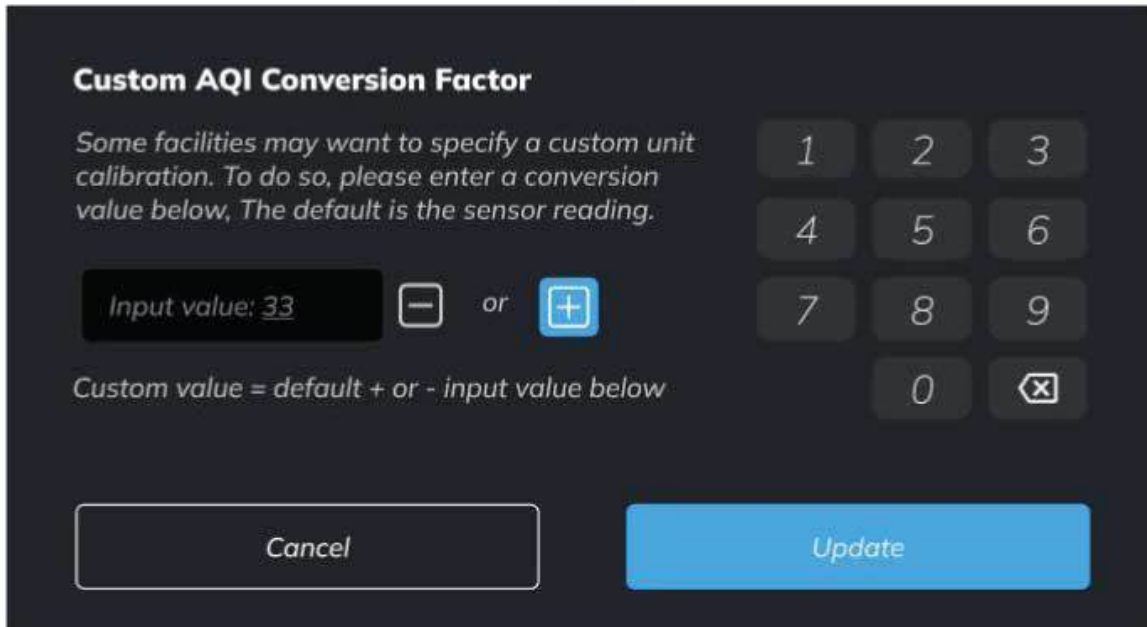 Custom AQI Conversion Factor
Some facilities may want to specify a custom unit
calibration. To do so, please enter a conversion
value below, The default is the sensor reading.
1 2 3
4 5 6
Input value: 33 or
7 8 9
Custom value = default + or - input value below
0
Cancel
Update